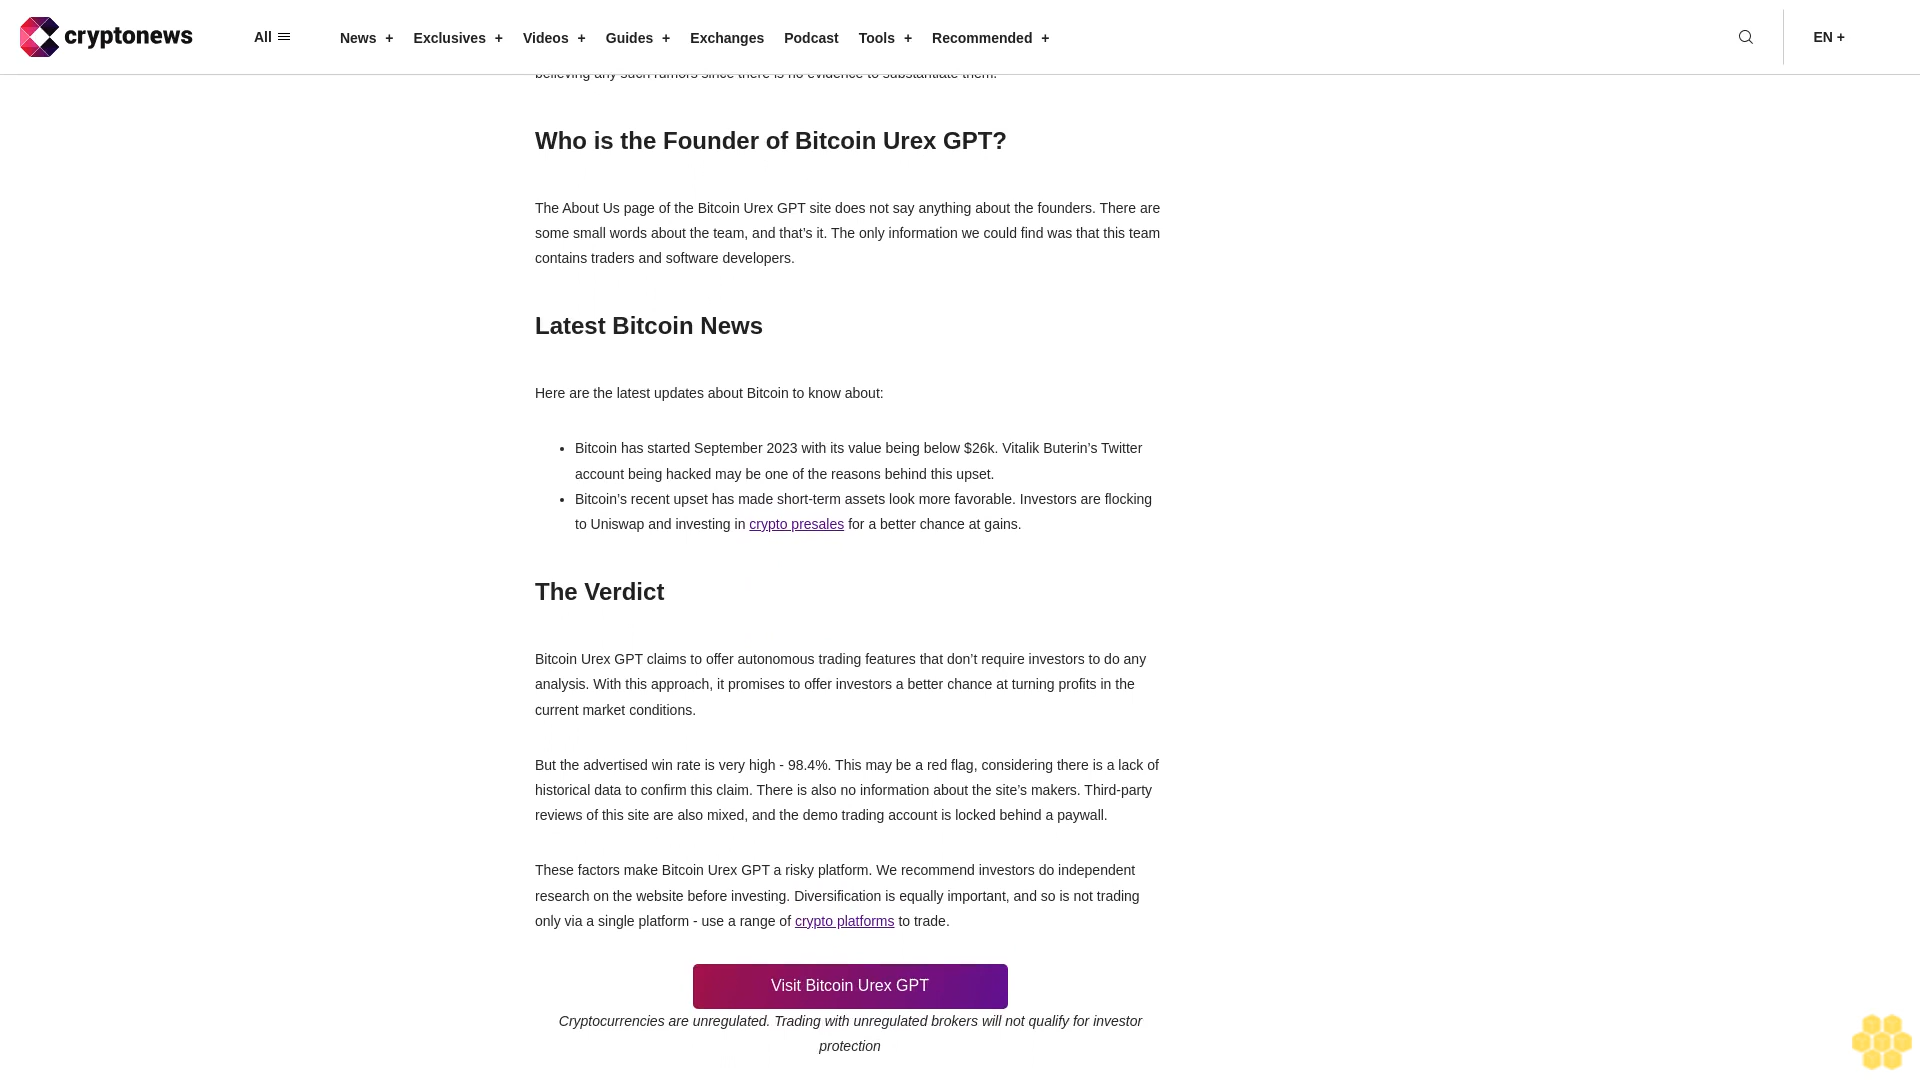 cryptonews
All
News +
Exclusives +
Videos +
Guides +
Exchanges
Podcast
Tools +
Recommended +
EN +
believing any such rumors since there is no evidence to substantiate them.
Who is the Founder of Bitcoin Urex GPT?
The About Us page of the Bitcoin Urex GPT site does not say anything about the founders. There are
some small words about the team, and that’s it. The only information we could find was that this team
contains traders and software developers.
Latest Bitcoin News
Here are the latest updates about Bitcoin to know about:
• Bitcoin has started September 2023 with its value being below $26k. Vitalik Buterin’s Twitter
account being hacked may be one of the reasons behind this upset.
• Bitcoin’s recent upset has made short-term assets look more favorable. Investors are flocking
to Uniswap and investing in crypto presales for a better chance at gains.
The Verdict
Bitcoin Urex GPT claims to offer autonomous trading features that don’t require investors to do any
analysis. With this approach, it promises to offer investors a better chance at turning profits in the
current market conditions.
But the advertised win rate is very high - 98.4%. This may be a red flag, considering there is a lack of
historical data to confirm this claim. There is also no information about the site’s makers. Third-party
reviews of this site are also mixed, and the demo trading account is locked behind a paywall.
These factors make Bitcoin Urex GPT a risky platform. We recommend investors do independent
research on the website before investing. Diversification is equally important, and so is not trading
only via a single platform - use a range of crypto platforms to trade.
Visit Bitcoin Urex GPT
Cryptocurrencies are unregulated. Trading with unregulated brokers will not qualify for investor
protection